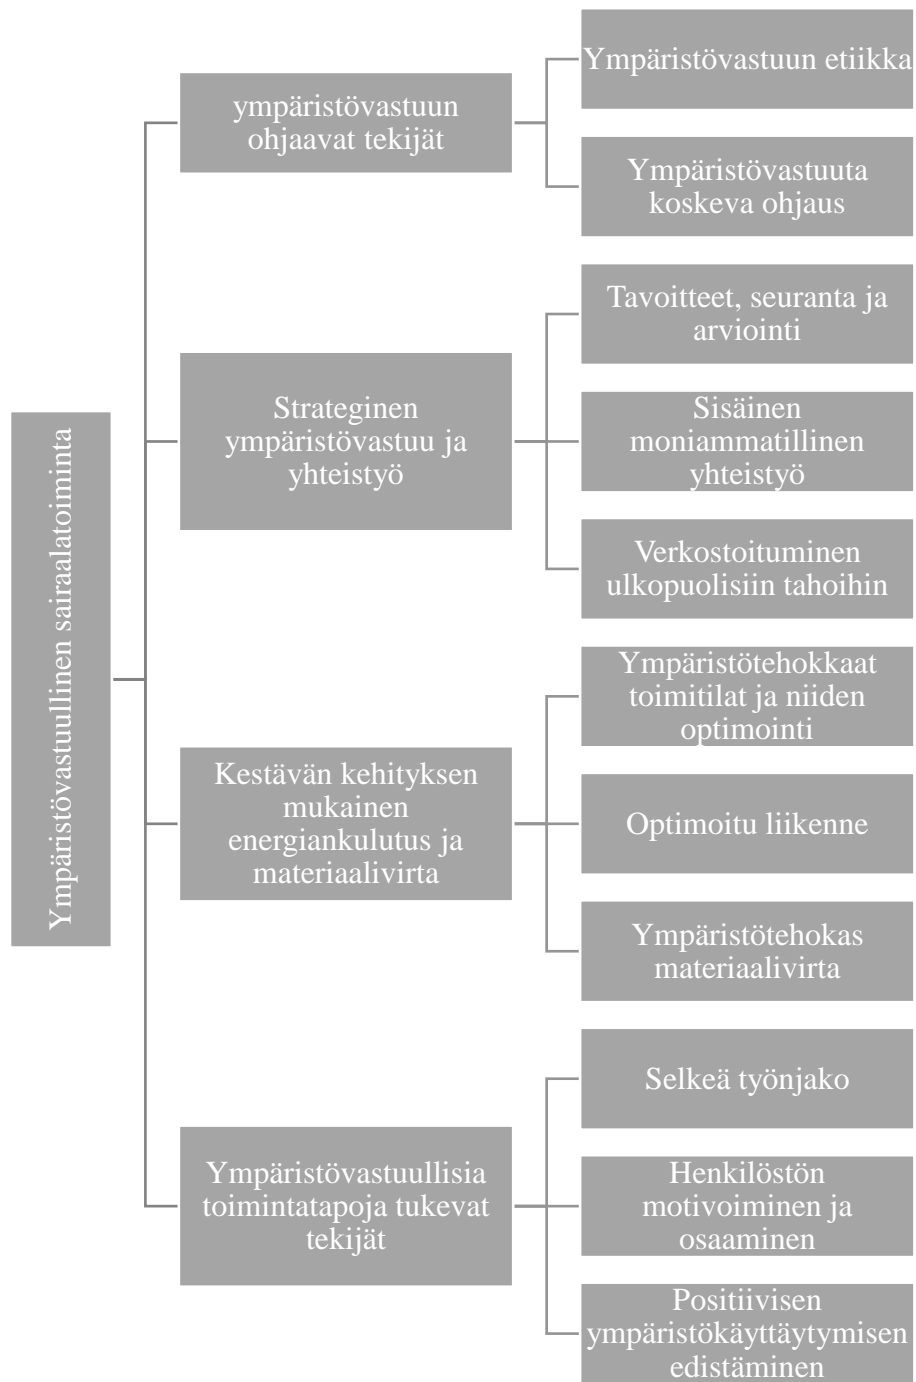 Ympäristövastuullinen sairaalatoiminta
ympäristövastuun
ohjaavat tekijät
Ympäristövastuun etiikka
Ympäristövastuuta
koskeva ohjaus
Strateginen
ympäristövastuu ja
yhteistyö
Tavoitteet, seuranta ja
arviointi
Sisäinen
moniammatillinen
yhteistyö
Verkostoituminen
ulkopuolisiin tahoihin
Kestävän kehityksen
mukainen
energiankulutus ja
materiaalivirta
Ympäristötehokkaat
toimitilat ja niiden
optimointi
Optimoitu liikenne
Ympäristötehokas
materiaalivirta
Ympäristövastuullisia
toimintatapoja tukevat
tekijät
Selkeä työnjako
Henkilöstön
motivoiminen ja
osaaminen
Positiivisen
ympäristökäyttäytymisen
edistäminen